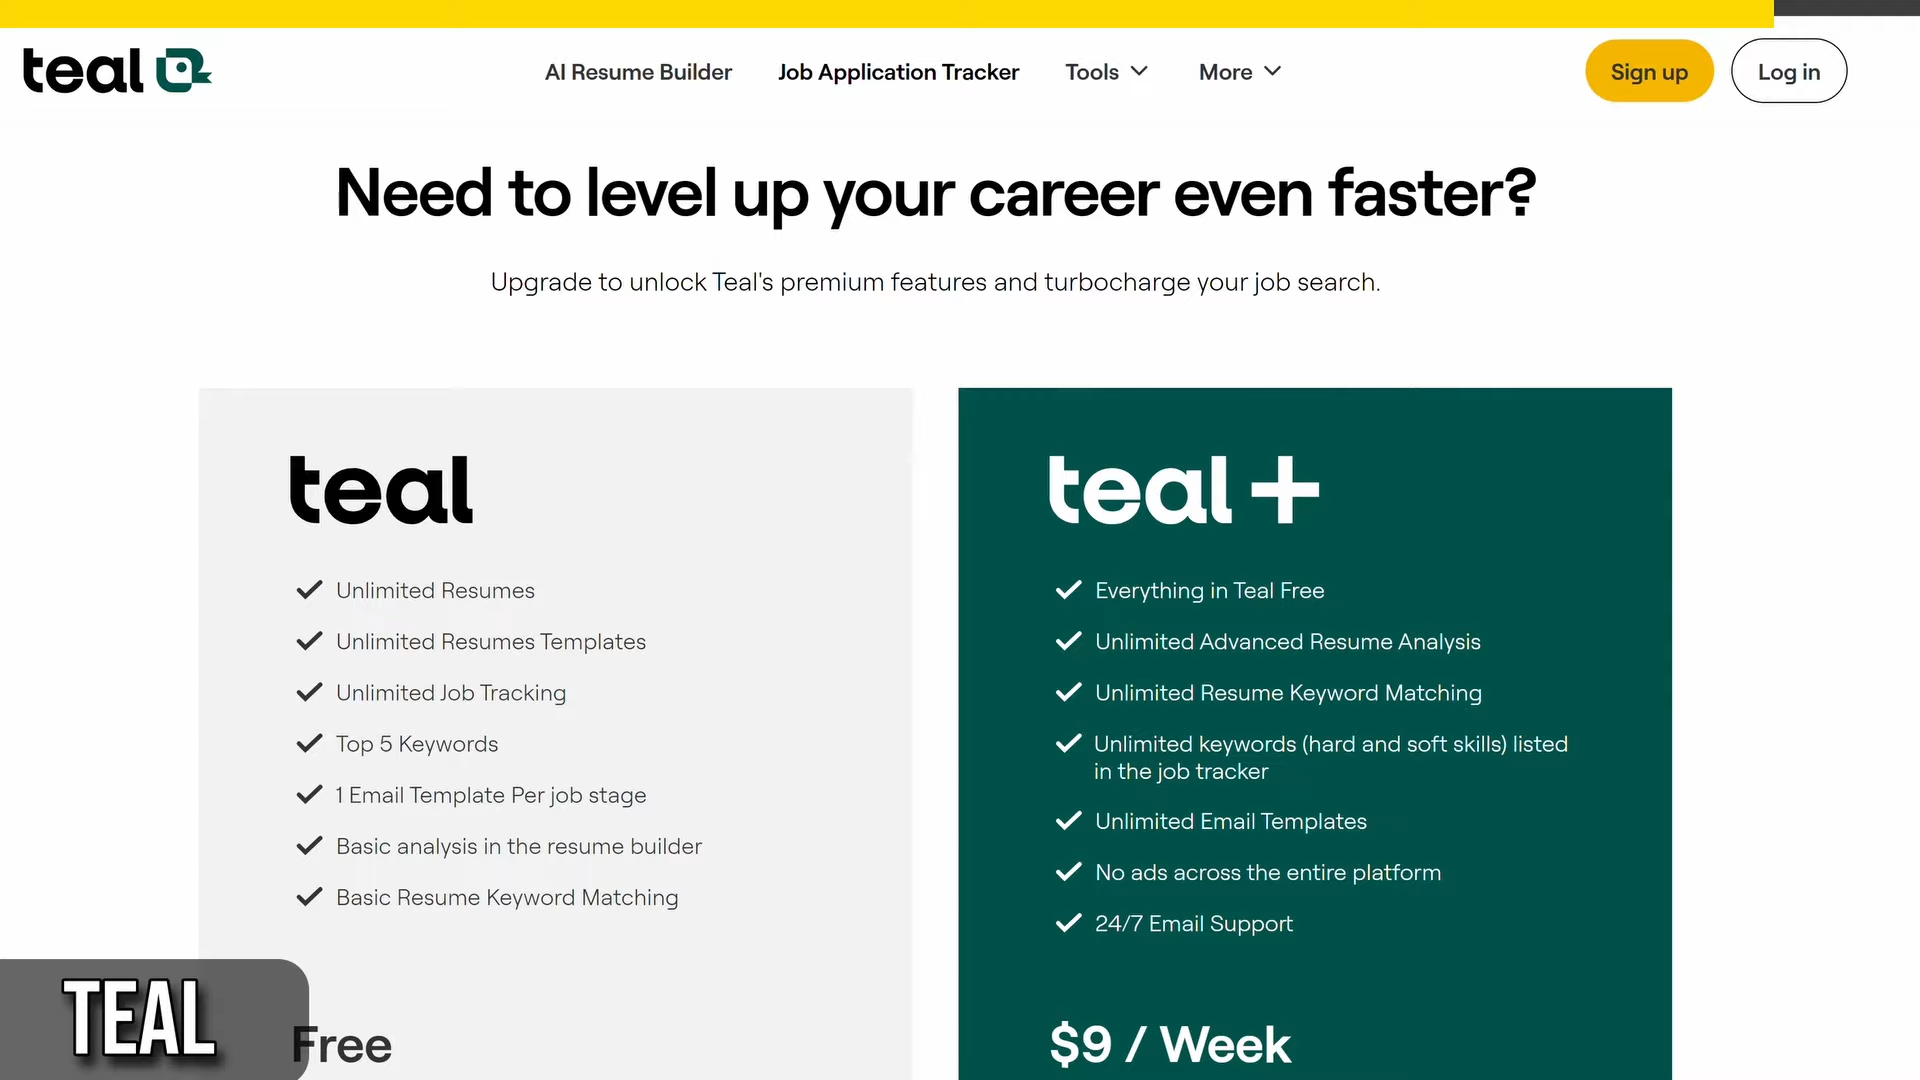 teal
AI Resume Builder
Job Application Tracker
Tools
More
Sign up
Log in
Need to level up your career even faster?
Upgrade to unlock Teal's premium features and turbocharge your job search.
teal
Unlimited Resumes
Unlimited Resumes Templates
Unlimited Job Tracking
Top 5 Keywords
1 Email Template Per job stage
Basic analysis in the resume builder
Basic Resume Keyword Matching
Free
teal +
Everything in Teal Free
Unlimited Advanced Resume Analysis
Unlimited Resume Keyword Matching
Unlimited keywords (hard and soft skills) listed
in the job tracker
Unlimited Email Templates
No ads across the entire platform
24/7 Email Support
$9 / Week
TEAL